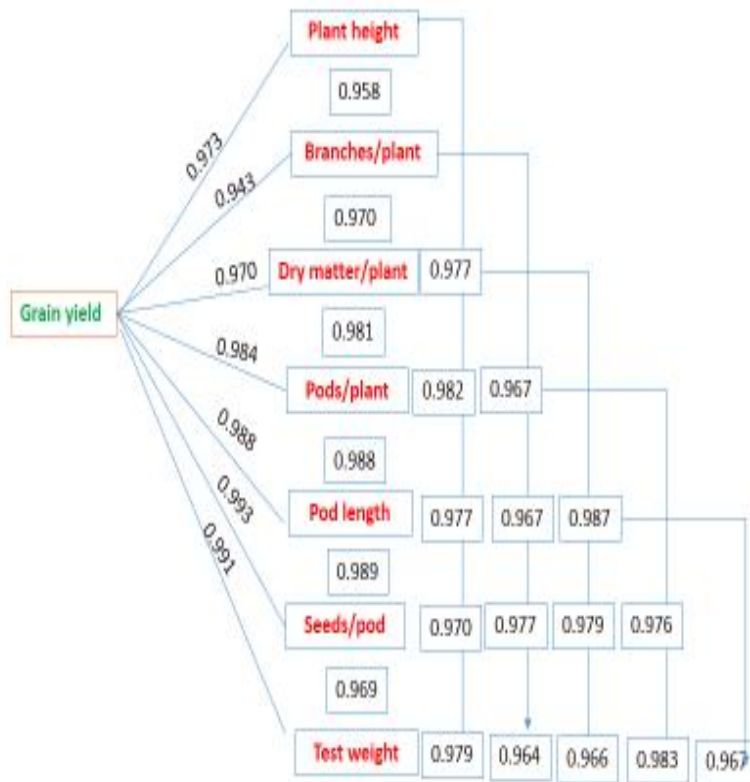 Plant height
0.958
0.973
Branches/plant
0.943
0.970
0.970
Dry matter/plant 0.977
Grain yield
0.981
0.984
Pods/plant 0.982 0.967
0.988
0.988
0.993
Pod length 0.977 0.967 0.987
0.991
0.989
Seeds/pod 0.970 0.977 0.979 0.976
0.969
Test weight 0.979 0.964 0.966 0.983 0.967